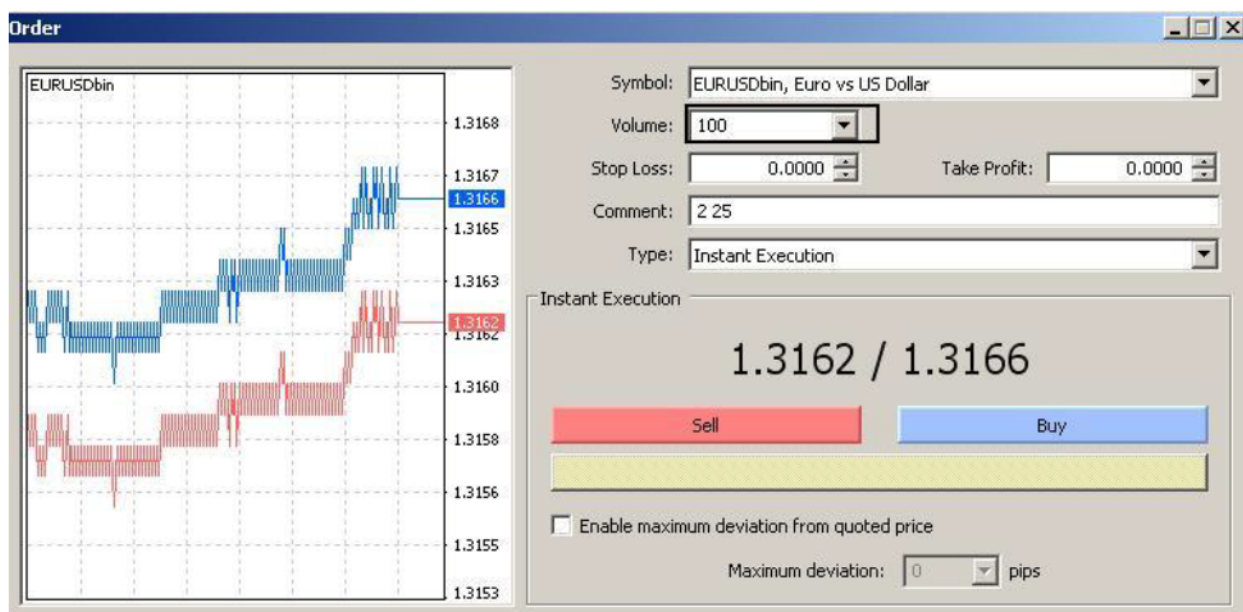 Order
EURUSDbin
1.3168
1.3167
1.3166
1.3165
1.3163
1.3162
1.3162
1.3160
1.3158
1.3156
1.3155
1.3153
Symbol: EURUSDbin, Euro vs US Dollar
Volume: 100
Stop Loss: 0.0000 Take Profit: 0.0000
Comment: 2 25
Type: Instant Execution
Instant Execution
1.3162 / 1.3166
Sell Buy
Enable maximum deviation from quoted price
Maximum deviation: 0 pips